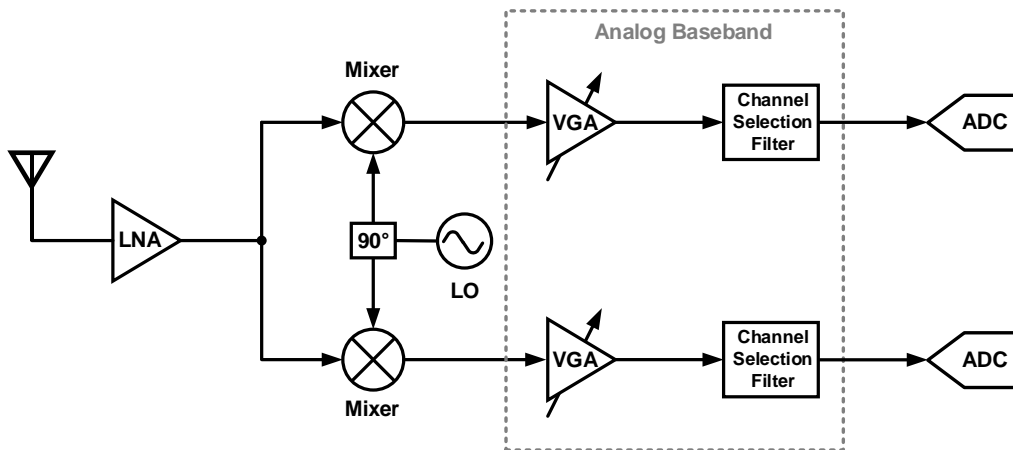 Analog Baseband
Mixer
VGA
Channel
Selection
Filter
ADC
LNA
90°
LO
VGA
Channel
Selection
Filter
ADC
Mixer